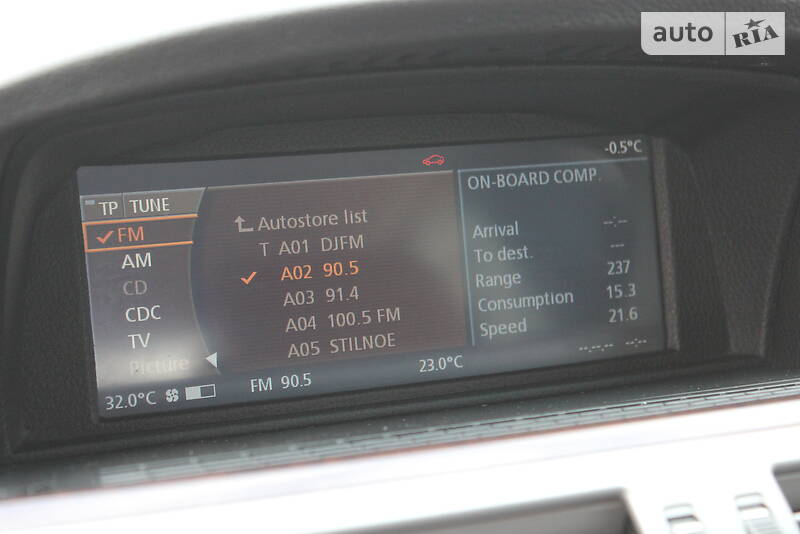 auto RIA
-0.5°C
TP TUNE
FM
AM
CD
CDC
TV
Picture
Autostore list
T A01 DJFM
A02 90.5
A03 91.4
A04 100.5 FM
A05 STILNOE
ON-BOARD COMP.
Arrival --:--
To dest. ---
Range 237
Consumption 15.3
Speed 21.6
--.--.-- --:--
32.0°C
FM 90.5
23.0°C